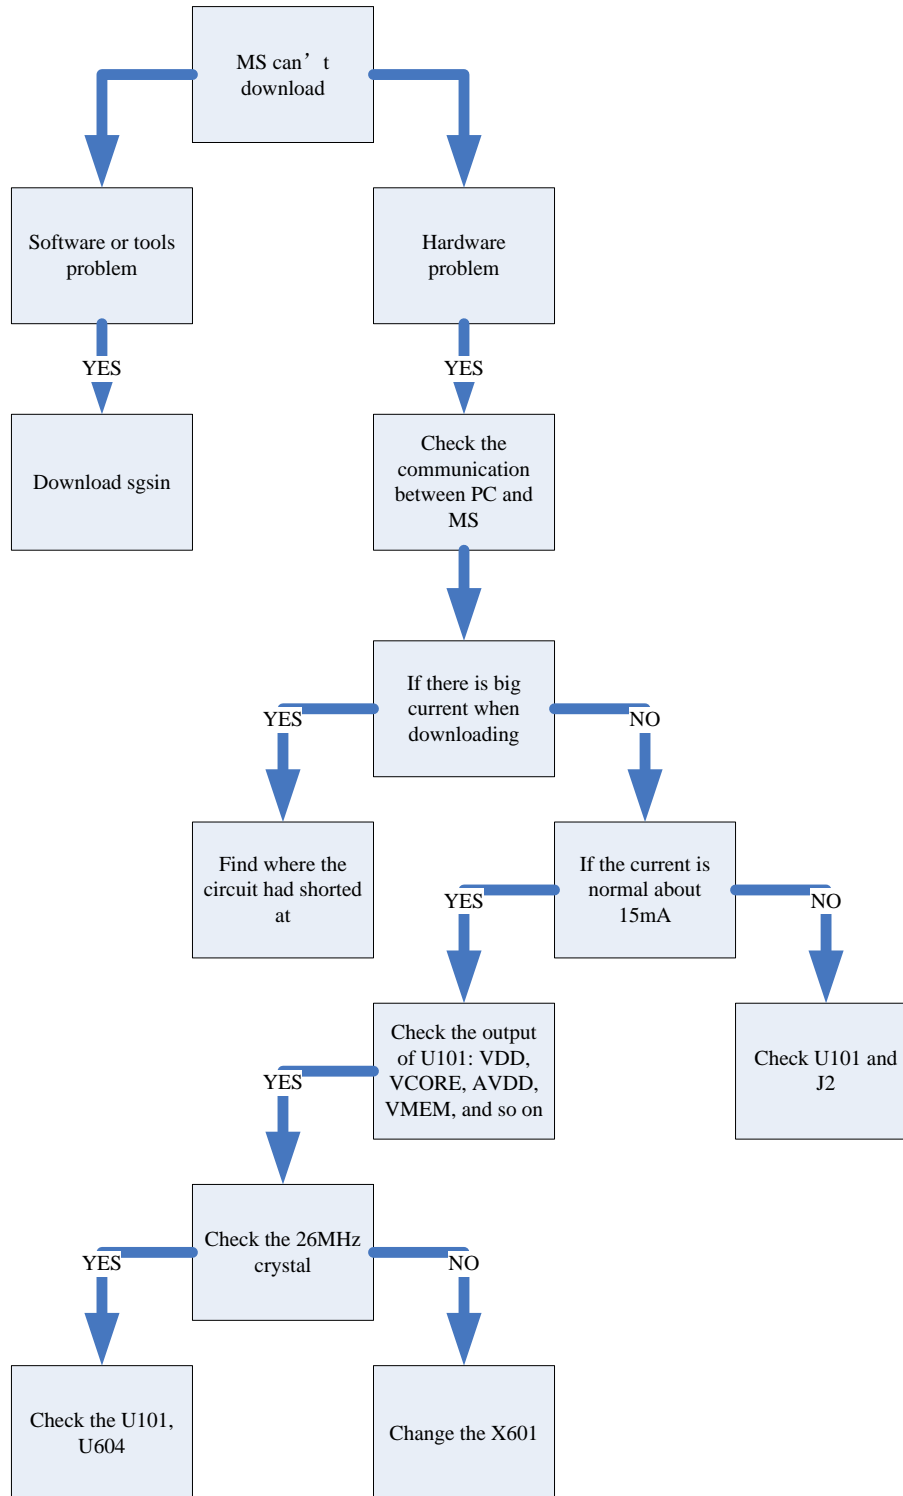 MS can’t
download
Software or tools
problem
Hardware
problem
YES
YES
Download sgsin
Check the
communication
between PC and
MS
If there is big
current when
downloading
YES
NO
Find where the
circuit had shorted
at
If the current is
normal about
15mA
YES
NO
Check the output
of U101: VDD,
VCORE, AVDD,
VMEM, and so on
Check U101 and
J2
YES
Check the 26MHz
crystal
YES
NO
Check the U101,
U604
Change the X601